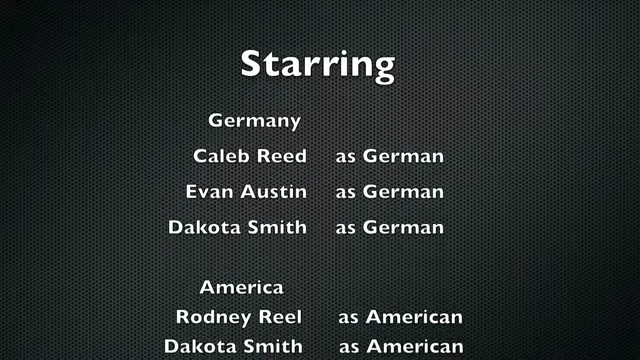 Starring
Germany
Caleb Reed as German
Evan Austin as German
Dakota Smith as German
America
Rodney Reel as American
Dakota Smith as American